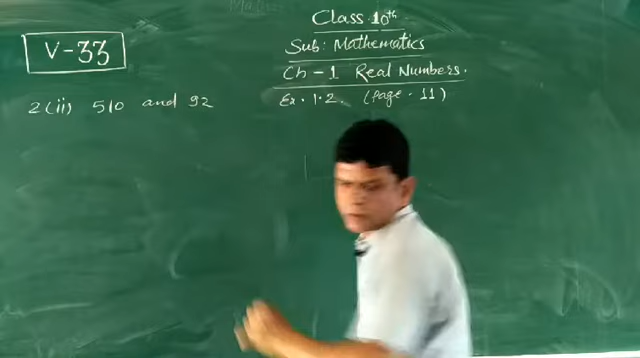 Class 10th
V-33
Sub: Mathematics
Ch-1 Real Numbers.
Ex. 1.2. (Page. 11)
2(ii) 510 and 92